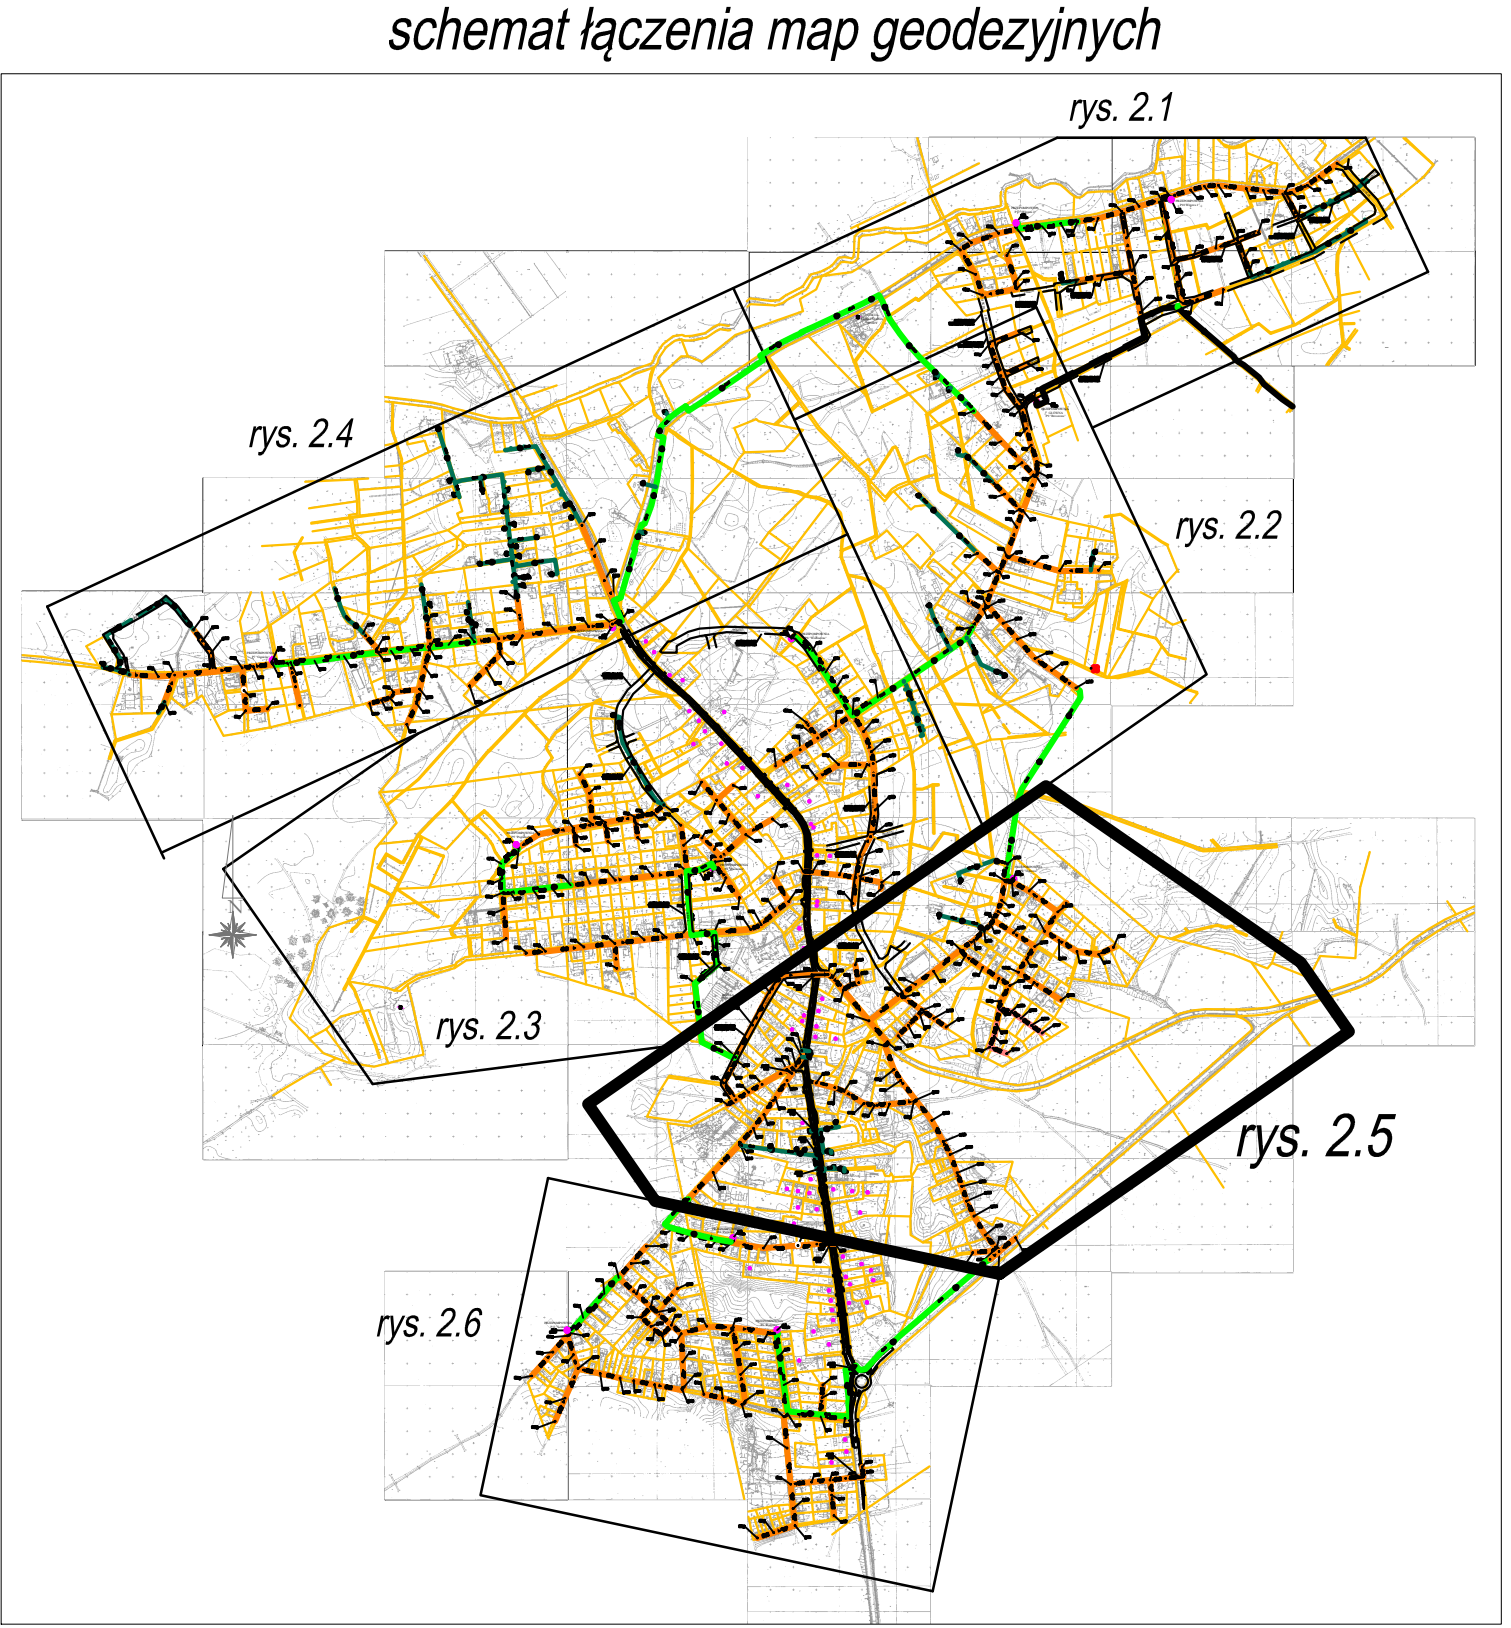 schemat łączenia map geodezyjnych
rys. 2.1
rys. 2.4
rys. 2.2
rys. 2.3
rys. 2.5
rys. 2.6